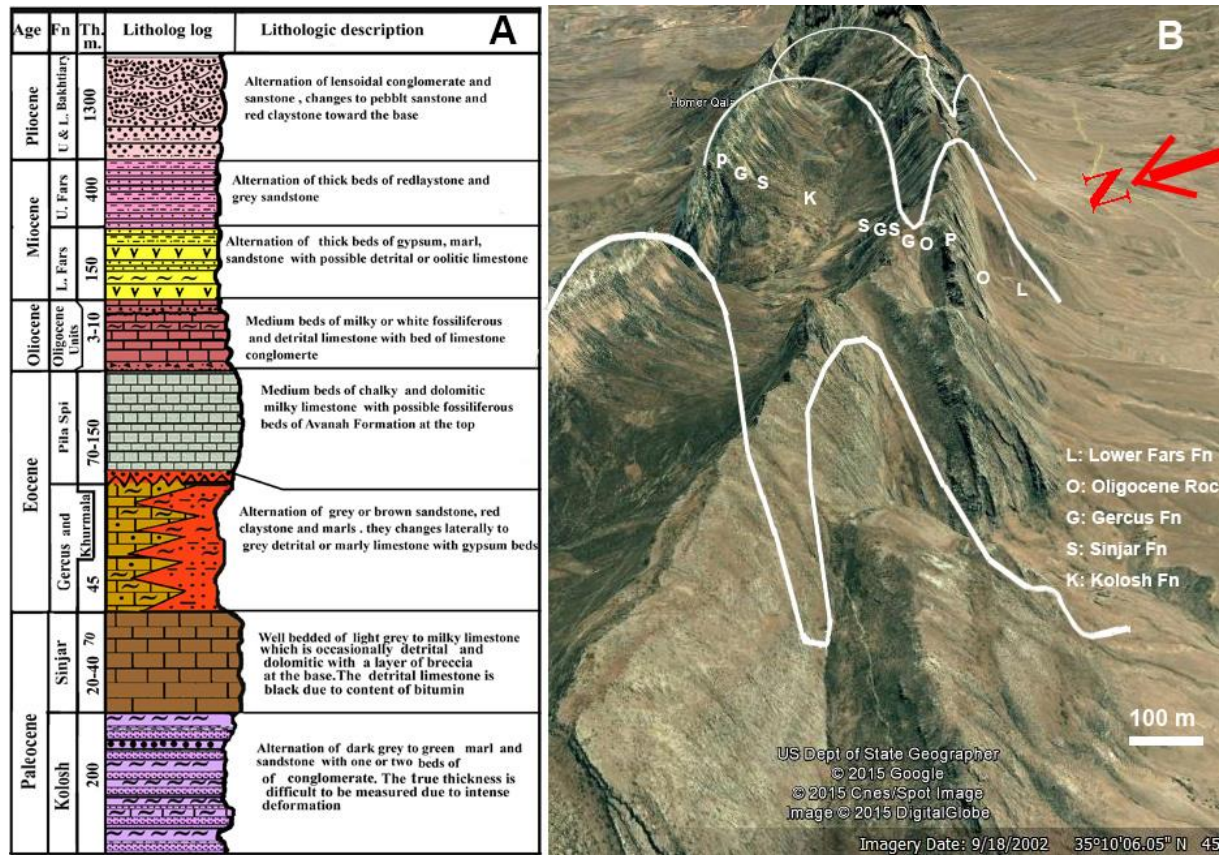 A
Age Fn Th. m. Litholog log Lithologic description
Pliocene
U & L. Bakhtiary
1300
Alternation of lensoidal conglomerate and
sanstone , changes to pebblt sanstone and
red claystone toward the base
Miocene
U. Fars
400
Alternation of thick beds of redlaystone and
grey sandstone
L. Fars
150
Alternation of thick beds of gypsum, marl,
sandstone with possible detrital or oolitic limestone
Oliocene
Oligocene
Units
3-10
Medium beds of milky or white fossiliferous
and detrital limestone with bed of limestone
conglomerte
Eocene
Pila Spi
70-150
Medium beds of chalky and dolomitic
milky limestone with possible fossiliferous
beds of Avanah Formation at the top
Gercus and
Khurmala
45
Alternation of grey or brown sandstone, red
claystone and marls . they changes laterally to
grey detrital or marly limestone with gypsum beds
Paleocene
Sinjar
20-40 70
Well bedded of light grey to milky limestone
which is occasionally detrital and
dolomitic with a layer of breccia
at the base.The detrital limestone is
black due to content of bitumin
Kolosh
200
Alternation of dark grey to green marl and
sandstone with one or two beds of
of conglomerate. The true thickness is
difficult to be measured due to intense
deformation
B
Homer Qala
N
P G S K S G S G O P O L
L: Lower Fars Fn
O: Oligocene Roc
G: Gercus Fn
S: Sinjar Fn
K: Kolosh Fn
100 m
US Dept of State Geographer
© 2015 Google
© 2015 Cnes/Spot Image
Image © 2015 DigitalGlobe
Imagery Date: 9/18/2002 35º10'06.05" N 45